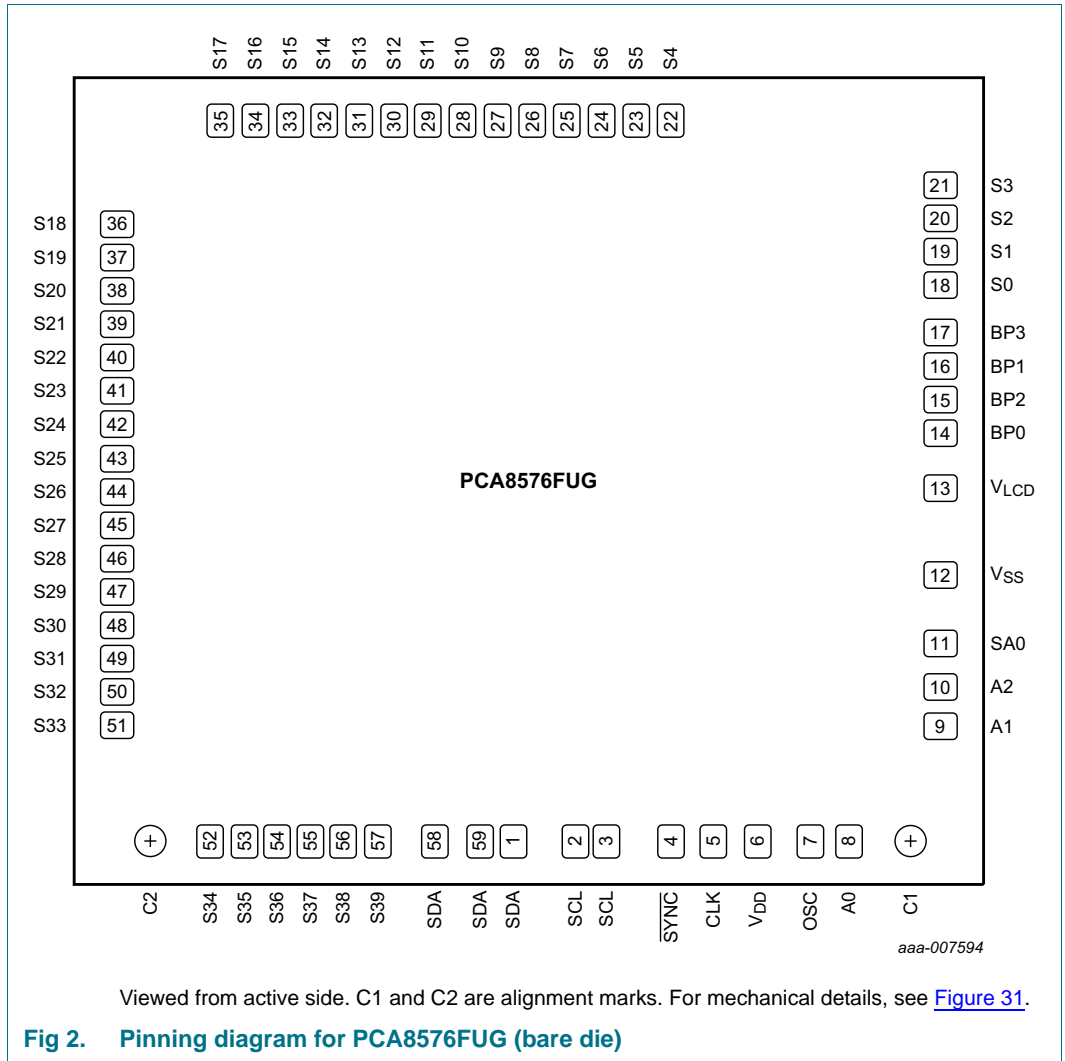 S17 S16 S15 S14 S13 S12 S11 S10 S9 S8 S7 S6 S5 S4
35 34 33 32 31 30 29 28 27 26 25 24 23 22
21 S3
S18 36 20 S2
S19 37 19 S1
S20 38 18 S0
S21 39 17 BP3
S22 40 16 BP1
S23 41 15 BP2
S24 42 14 BP0
S25 43
S26 44 PCA8576FUG 13 VLCD
S27 45
S28 46 12 VSS
S29 47
S30 48 11 SA0
S31 49
S32 50 10 A2
S33 51 9 A1
52 53 54 55 56 57 58 59 1 2 3 4 5 6 7 8
C2 S34 S35 S36 S37 S38 S39 SDA SDA SDA SCL SCL SYNC CLK VDD OSC A0 C1
aaa-007594
Viewed from active side. C1 and C2 are alignment marks. For mechanical details, see Figure 31.
Fig 2. Pinning diagram for PCA8576FUG (bare die)